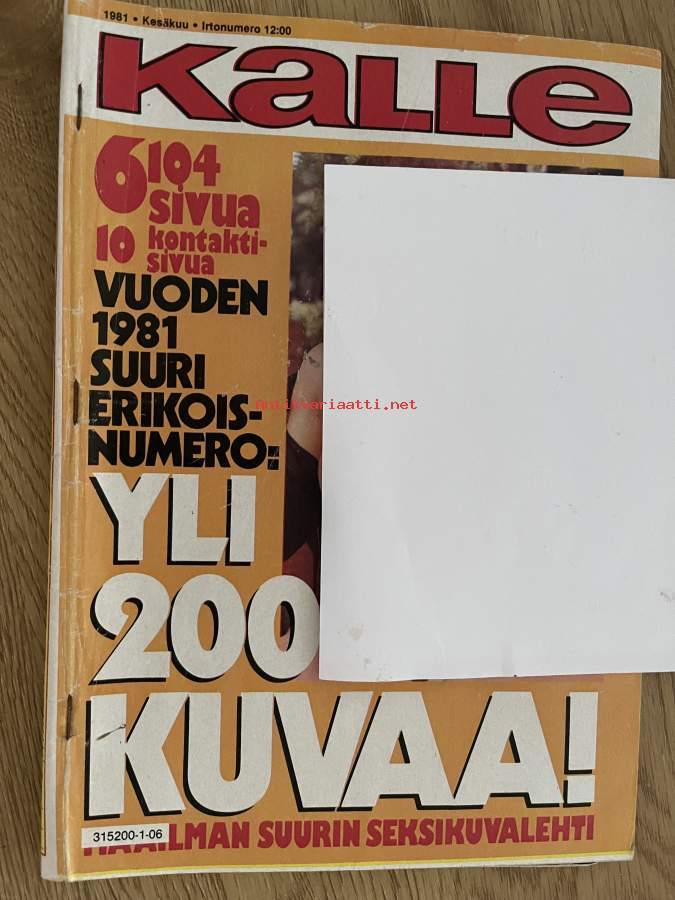 1981 • Kesäkuu • Irtonumero 12:00
Kalle
6 104
sivua
10 kontakti-
sivua
VUODEN
1981
SUURI
ERIKOIS-
NUMERO:
antikvariaatti.net
YLI
200
KUVAA!
315200-1-06
MAAILMAN SUURIN SEKSIKUVALEHTI